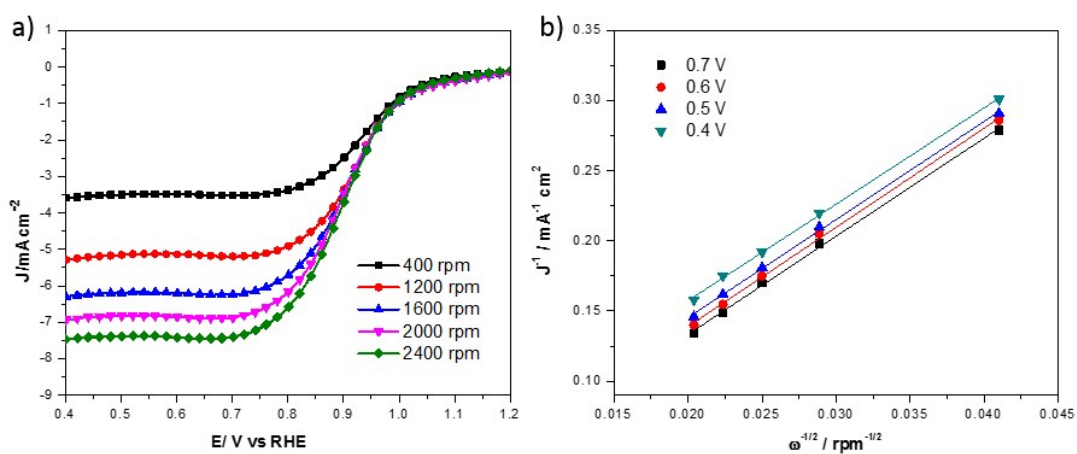 a)
1
0
-1
-2
-3
-4
-5
-6
-7
-8
-9
J/mAcm⁻²
400 rpm
1200 rpm
1600 rpm
2000 rpm
2400 rpm
0.4 0.5 0.6 0.7 0.8 0.9 1.0 1.1 1.2
E/ V vs RHE
b)
0.35
0.30
0.25
0.20
0.15
0.10
J⁻¹ / mA⁻¹ cm²
0.7 V
0.6 V
0.5 V
0.4 V
0.015 0.020 0.025 0.030 0.035 0.040 0.045
ω⁻¹/² / rpm⁻¹/²